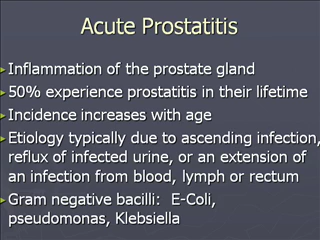 Acute Prostatitis
Inflammation of the prostate gland
50% experience prostatitis in their lifetime
Incidence increases with age
Etiology typically due to ascending infection,
reflux of infected urine, or an extension of
an infection from blood, lymph or rectum
Gram negative bacilli:  E-Coli,
pseudomonas, Klebsiella